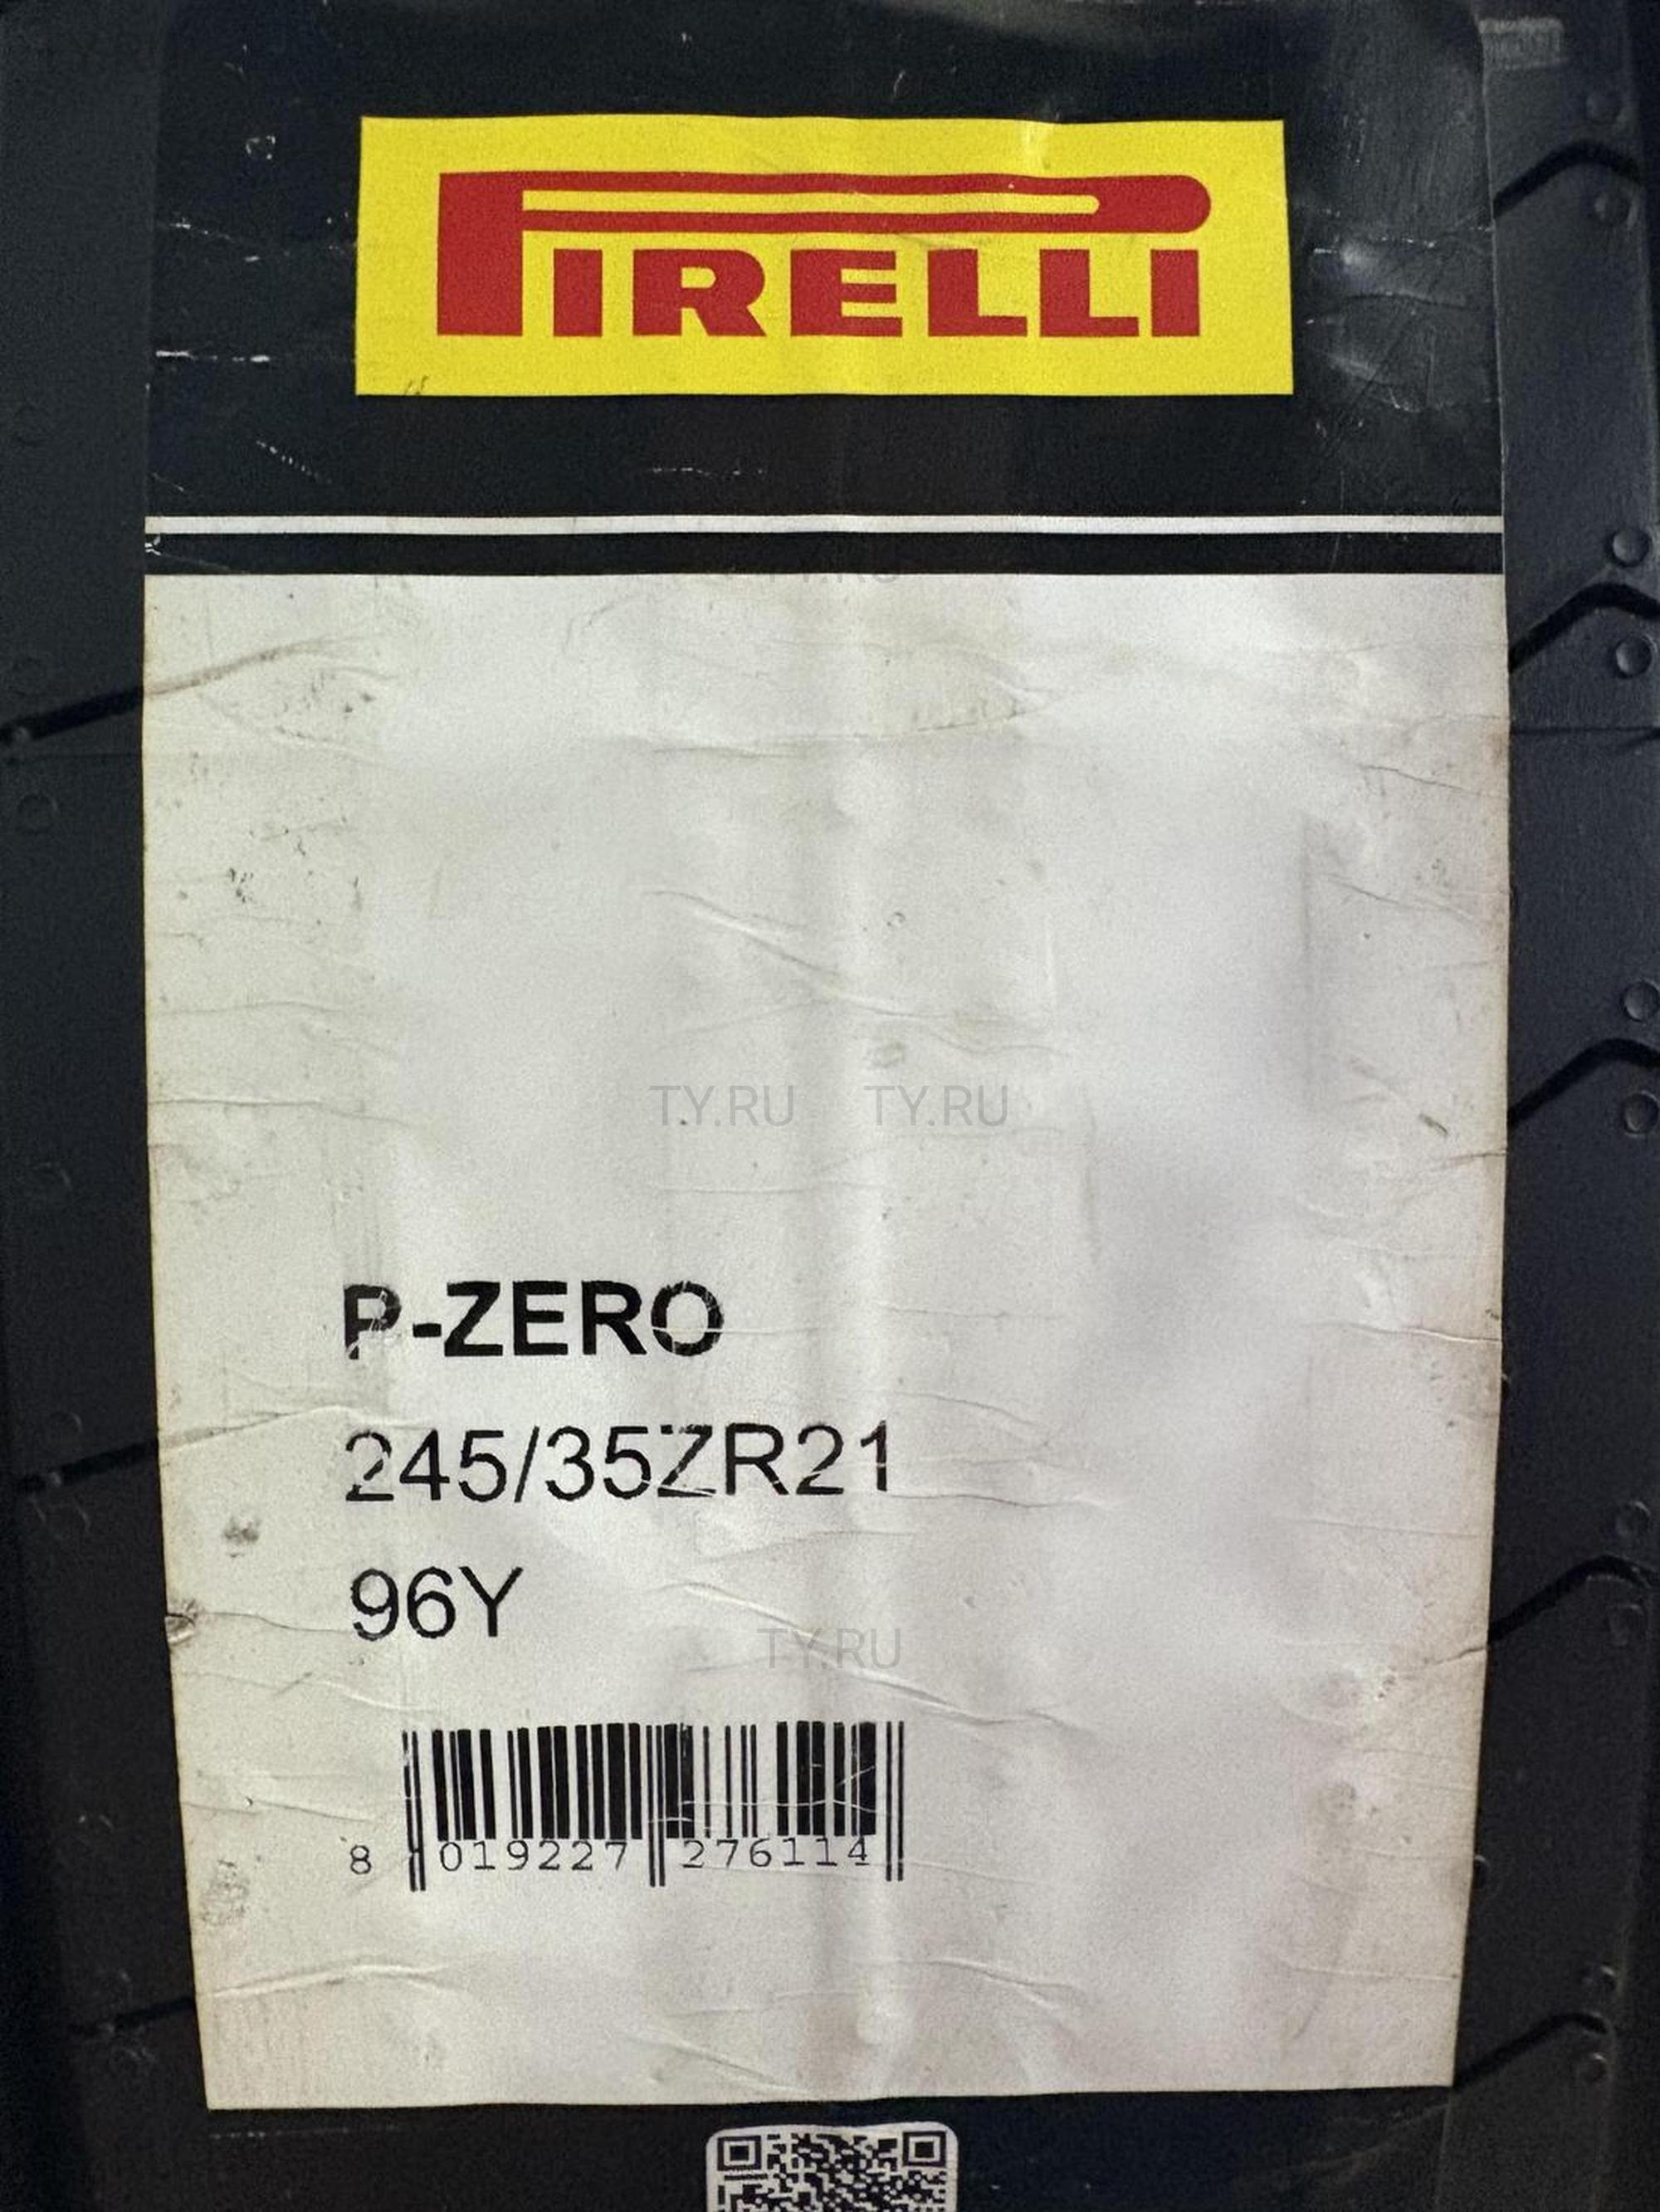 PIRELLI
TY.RU TY.RU
P-ZERO
245/35ZR21
96Y
TY.RU
8 019227 276114